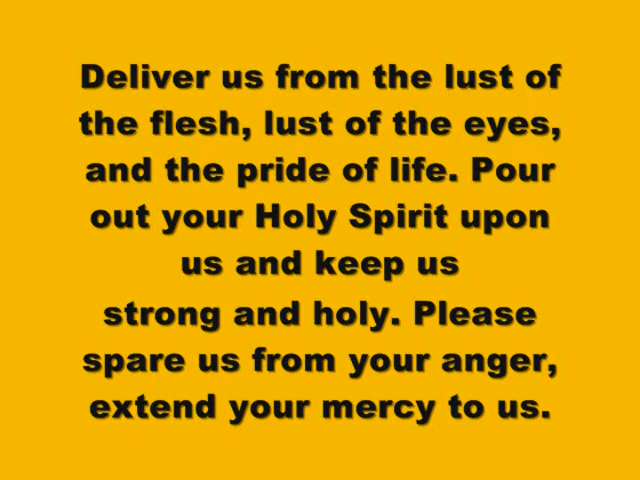 Deliver us from the lust of
the flesh, lust of the eyes,
and the pride of life. Pour
out your Holy Spirit upon
us and keep us
strong and holy. Please
spare us from your anger,
extend your mercy to us.